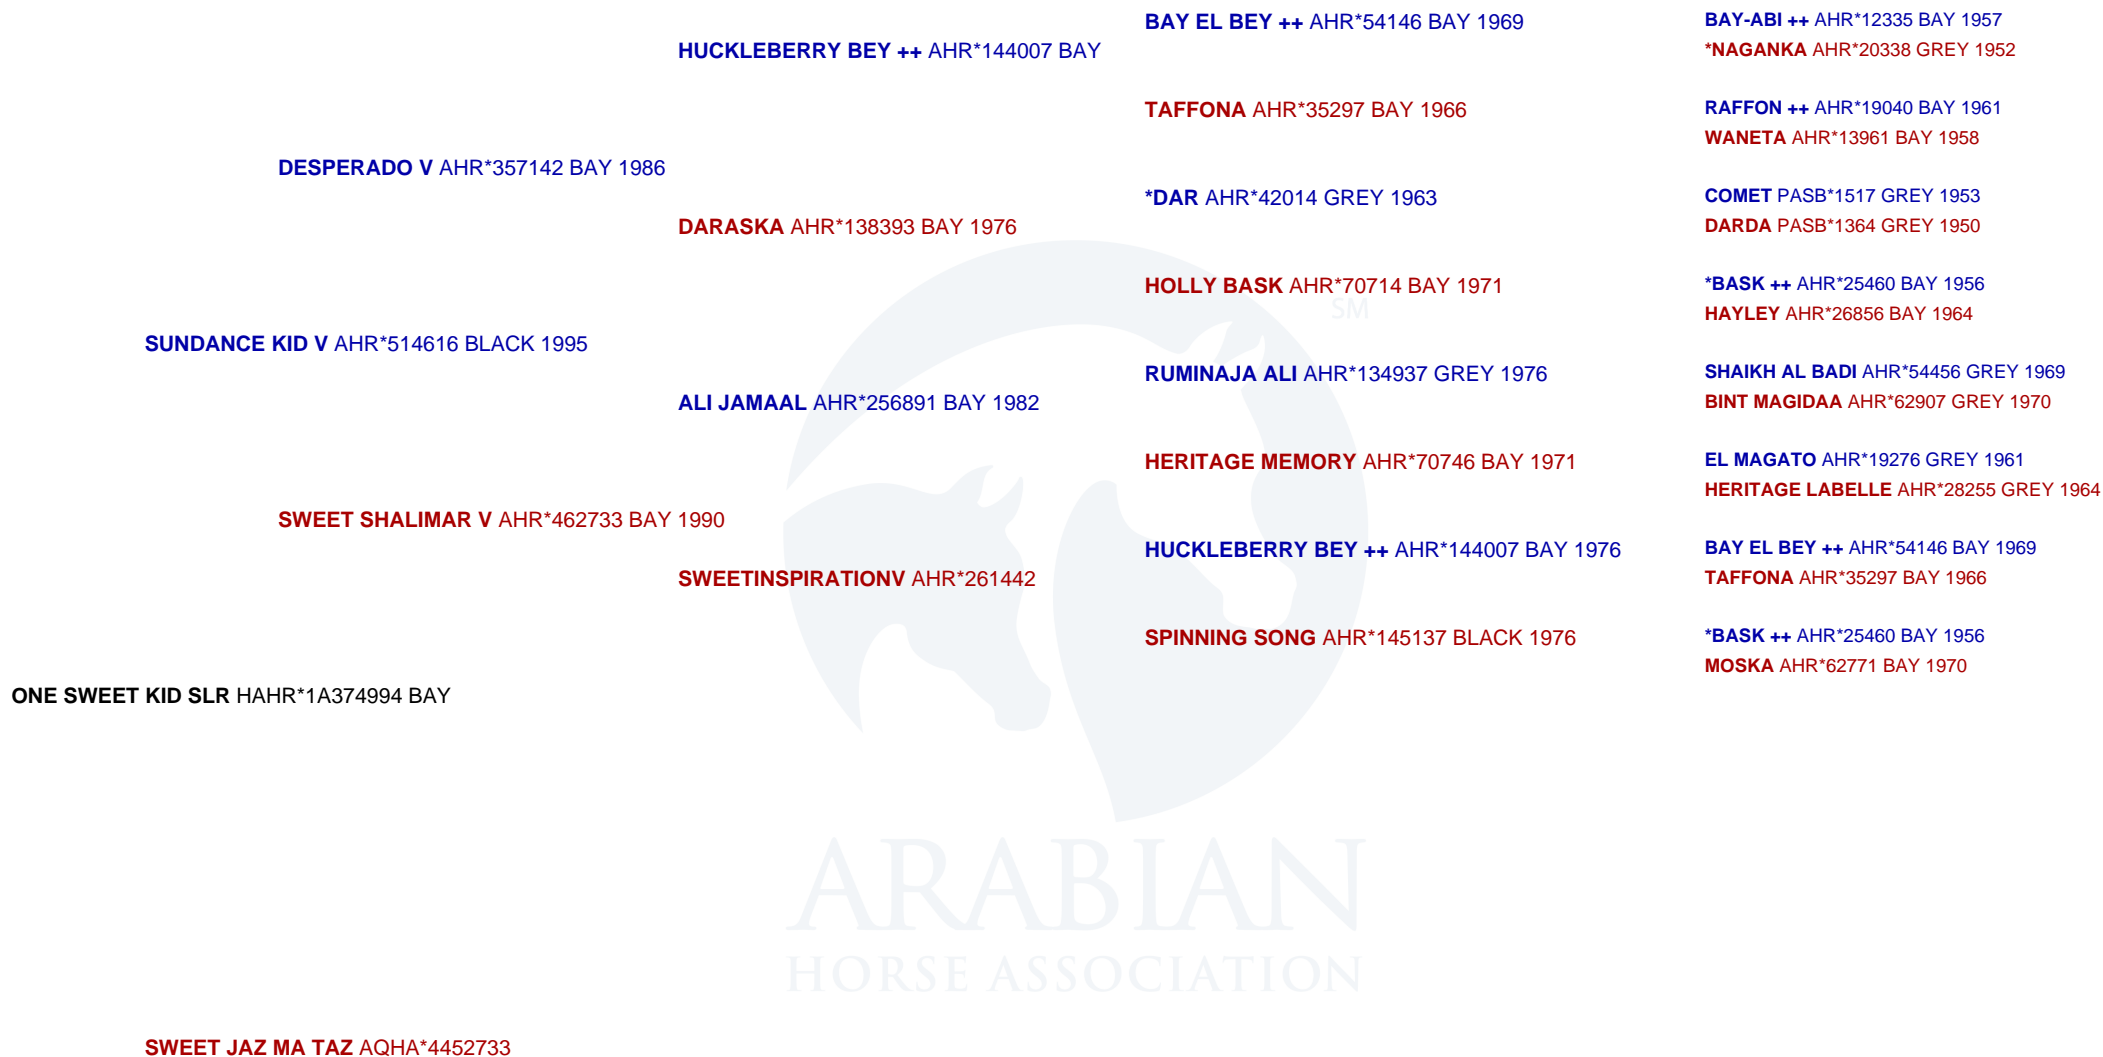 BAY EL BEY ++ AHR*54146 BAY 1969
BAY-ABI ++ AHR*12335 BAY 1957
HUCKLEBERRY BEY ++ AHR*144007 BAY
*NAGANKA AHR*20338 GREY 1952
TAFFONA AHR*35297 BAY 1966
RAFFON ++ AHR*19040 BAY 1961
WANETA AHR*13961 BAY 1958
DESPERADO V AHR*357142 BAY 1986
*DAR AHR*42014 GREY 1963
COMET PASB*1517 GREY 1953
DARASKA AHR*138393 BAY 1976
DARDA PASB*1364 GREY 1950
HOLLY BASK AHR*70714 BAY 1971
*BASK ++ AHR*25460 BAY 1956
SM
HAYLEY AHR*26856 BAY 1964
SUNDANCE KID V AHR*514616 BLACK 1995
RUMINAJA ALI AHR*134937 GREY 1976
SHAIKH AL BADI AHR*54456 GREY 1969
ALI JAMAAL AHR*256891 BAY 1982
BINT MAGIDAA AHR*62907 GREY 1970
HERITAGE MEMORY AHR*70746 BAY 1971
EL MAGATO AHR*19276 GREY 1961
HERITAGE LABELLE AHR*28255 GREY 1964
SWEET SHALIMAR V AHR*462733 BAY 1990
HUCKLEBERRY BEY ++ AHR*144007 BAY 1976
BAY EL BEY ++ AHR*54146 BAY 1969
SWEETINSPIRATIONV AHR*261442
TAFFONA AHR*35297 BAY 1966
SPINNING SONG AHR*145137 BLACK 1976
*BASK ++ AHR*25460 BAY 1956
MOSKA AHR*62771 BAY 1970
ONE SWEET KID SLR HAHR*1A374994 BAY
ARABIAN
HORSE ASSOCIATION
SWEET JAZ MA TAZ AQHA*4452733